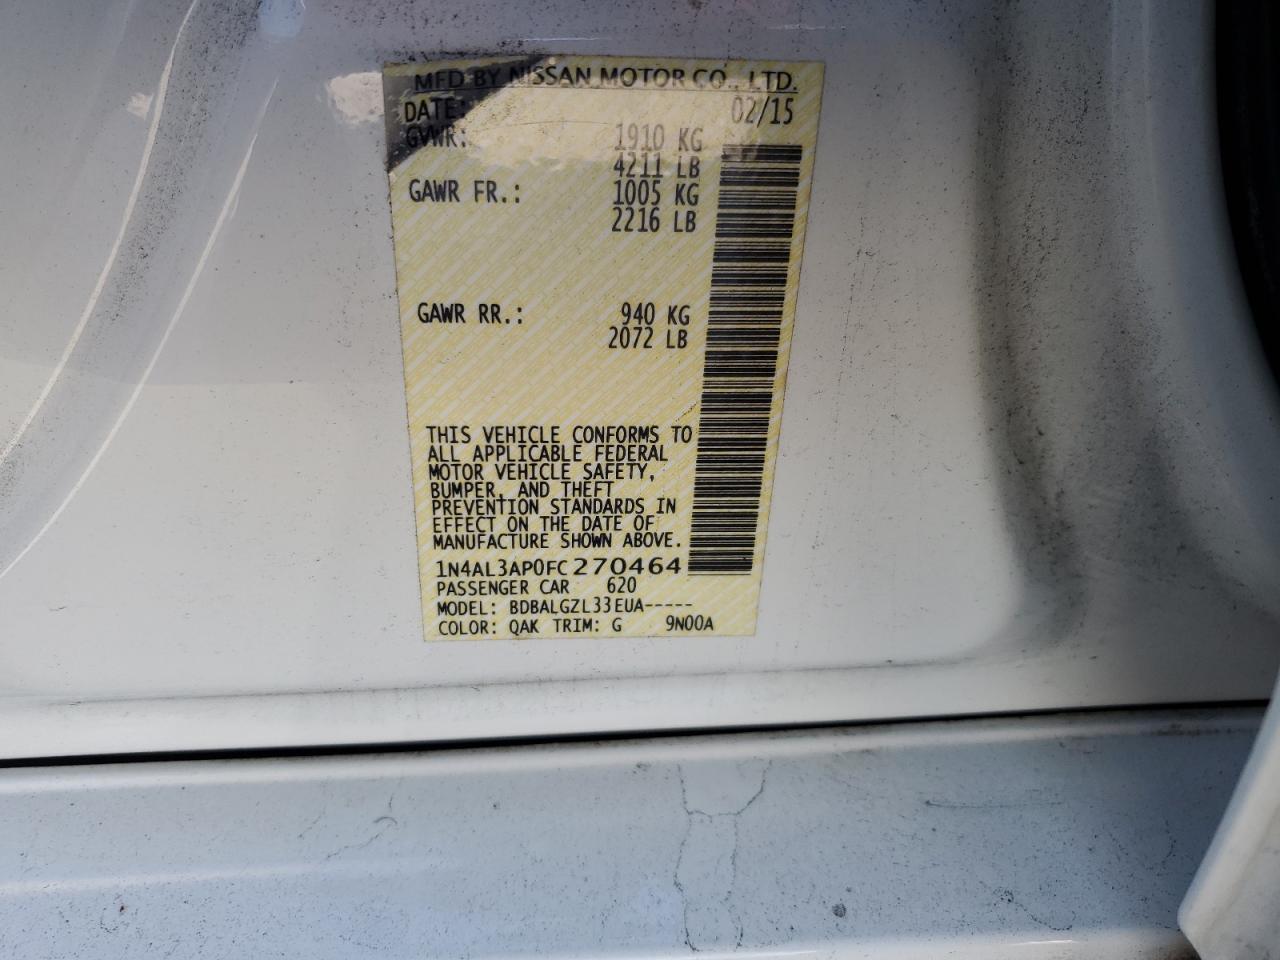 MFD BY NISSAN MOTOR CO., LTD.
DATE: 02/15
GVWR: 1910 KG
4211 LB
GAWR FR.: 1005 KG
2216 LB
GAWR RR.: 940 KG
2072 LB
THIS VEHICLE CONFORMS TO
ALL APPLICABLE FEDERAL
MOTOR VEHICLE SAFETY,
BUMPER, AND THEFT
PREVENTION STANDARDS IN
EFFECT ON THE DATE OF
MANUFACTURE SHOWN ABOVE.
1N4AL3AP0FC270464
PASSENGER CAR 620
MODEL: BDBALGZL33EUA-----
COLOR: QAK TRIM: G 9N00A